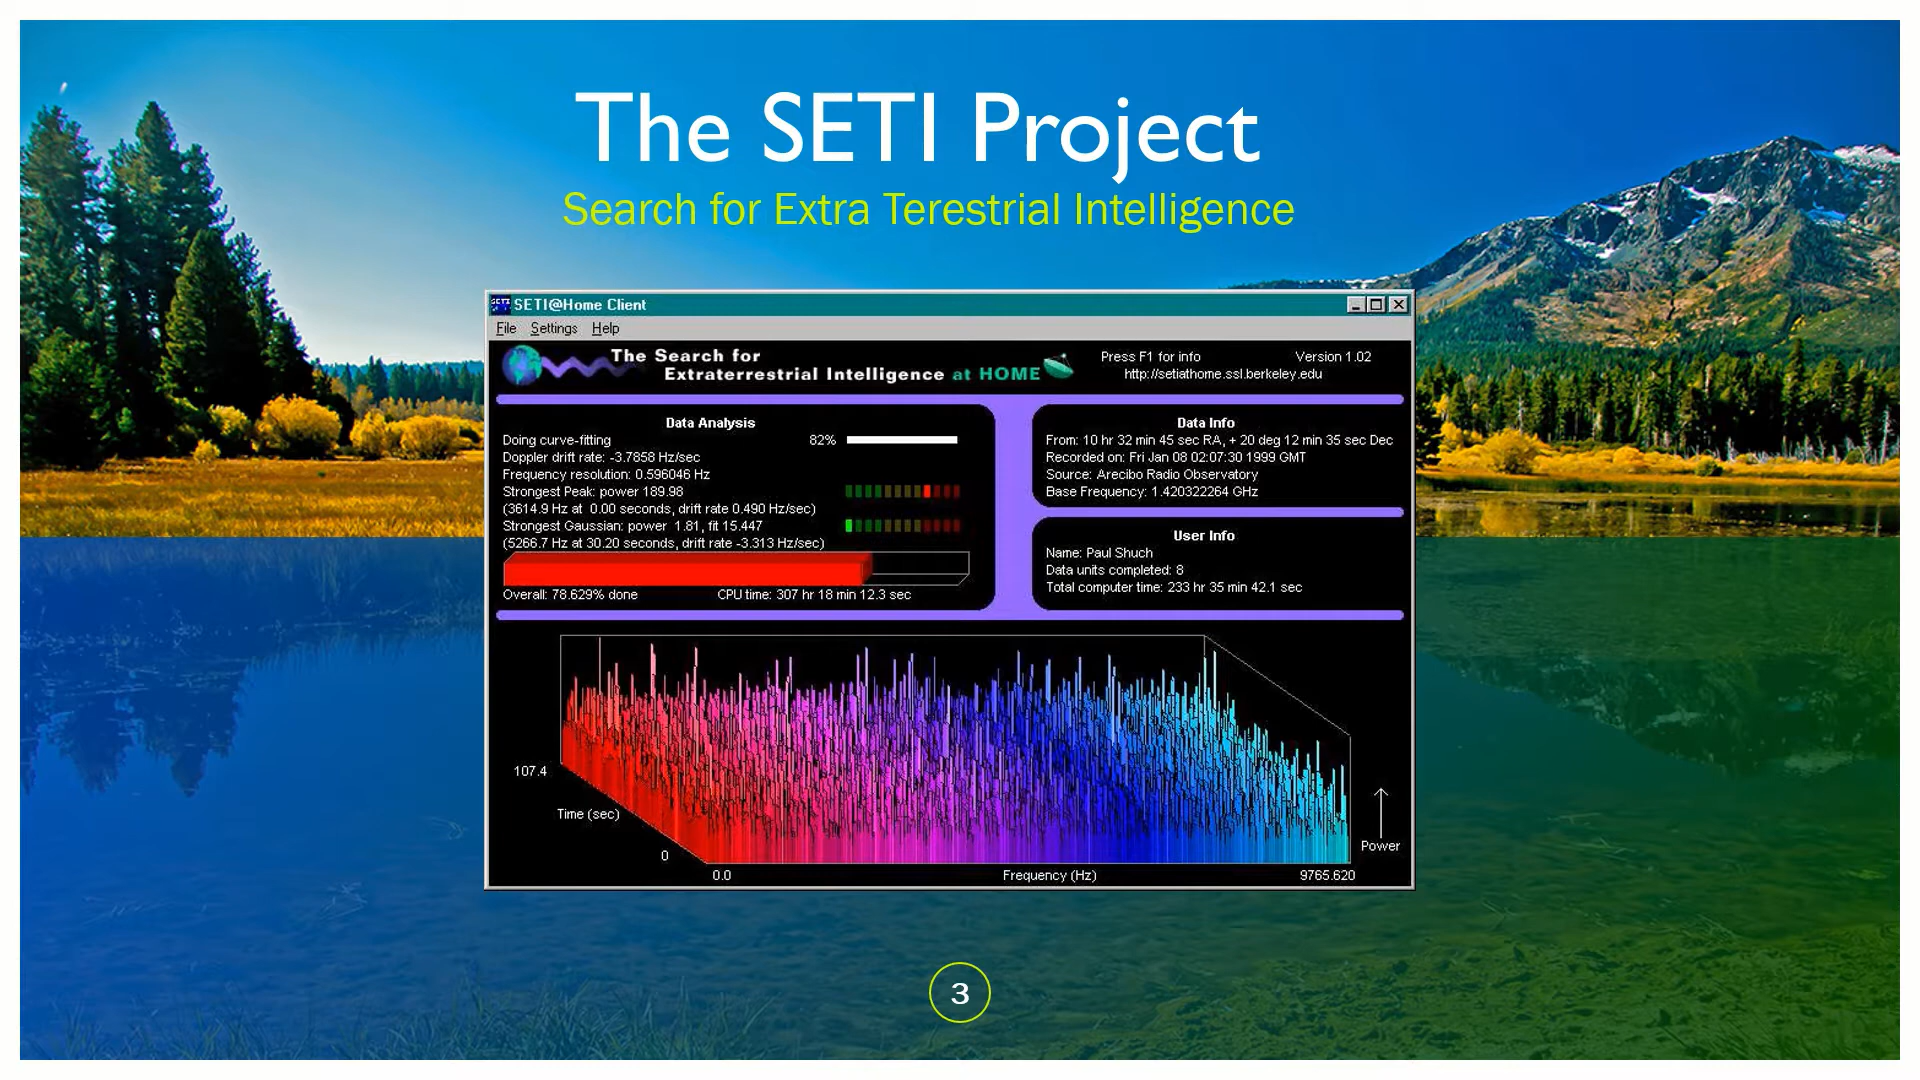 The SETI Project
Search for Extra Terestrial Intelligence
SETI@Home Client
File Settings Help
The Search for
Extraterrestrial Intelligence at HOME
Press F1 for info Version 1.02
http://setiathome.ssl.berkeley.edu
Data Analysis
Doing curve-fitting 82%
Doppler drift rate: -3.7858 Hz/sec
Frequency resolution: 0.596046 Hz
Strongest Peak: power 189.98
(3614.9 Hz at 0.00 seconds, drift rate 0.490 Hz/sec)
Strongest Gaussian: power 1.81, fit 15.447
(5266.7 Hz at 30.20 seconds, drift rate -3.313 Hz/sec)
Overall: 78.629% done CPU time: 307 hr 18 min 12.3 sec
Data Info
From: 10 hr 32 min 45 sec RA, + 20 deg 12 min 35 sec Dec
Recorded on: Fri Jan 08 02:07:30 1999 GMT
Source: Arecibo Radio Observatory
Base Frequency: 1.420322264 GHz
User Info
Name: Paul Shuch
Data units completed: 8
Total computer time: 233 hr 35 min 42.1 sec
107.4
Time (sec)
0
Power
0.0 Frequency (Hz) 9765.620
3